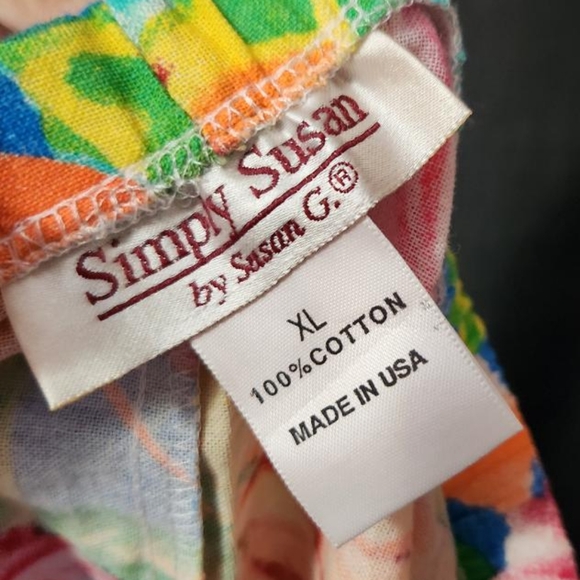 Simply Susan
by Susan G.®
XL
100% COTTON
MADE IN USA